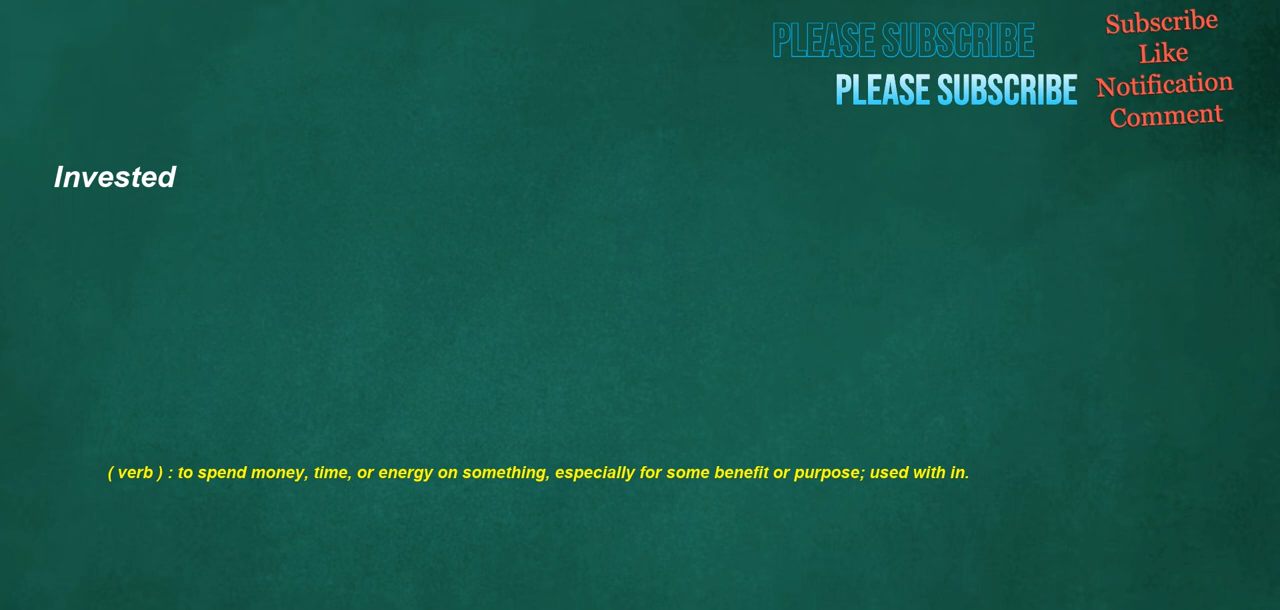 PLEASE SUBSCRIBE
PLEASE SUBSCRIBE
Subscribe
Like
Notification
Comment
Invested
( verb ) : to spend money, time, or energy on something, especially for some benefit or purpose; used with in.